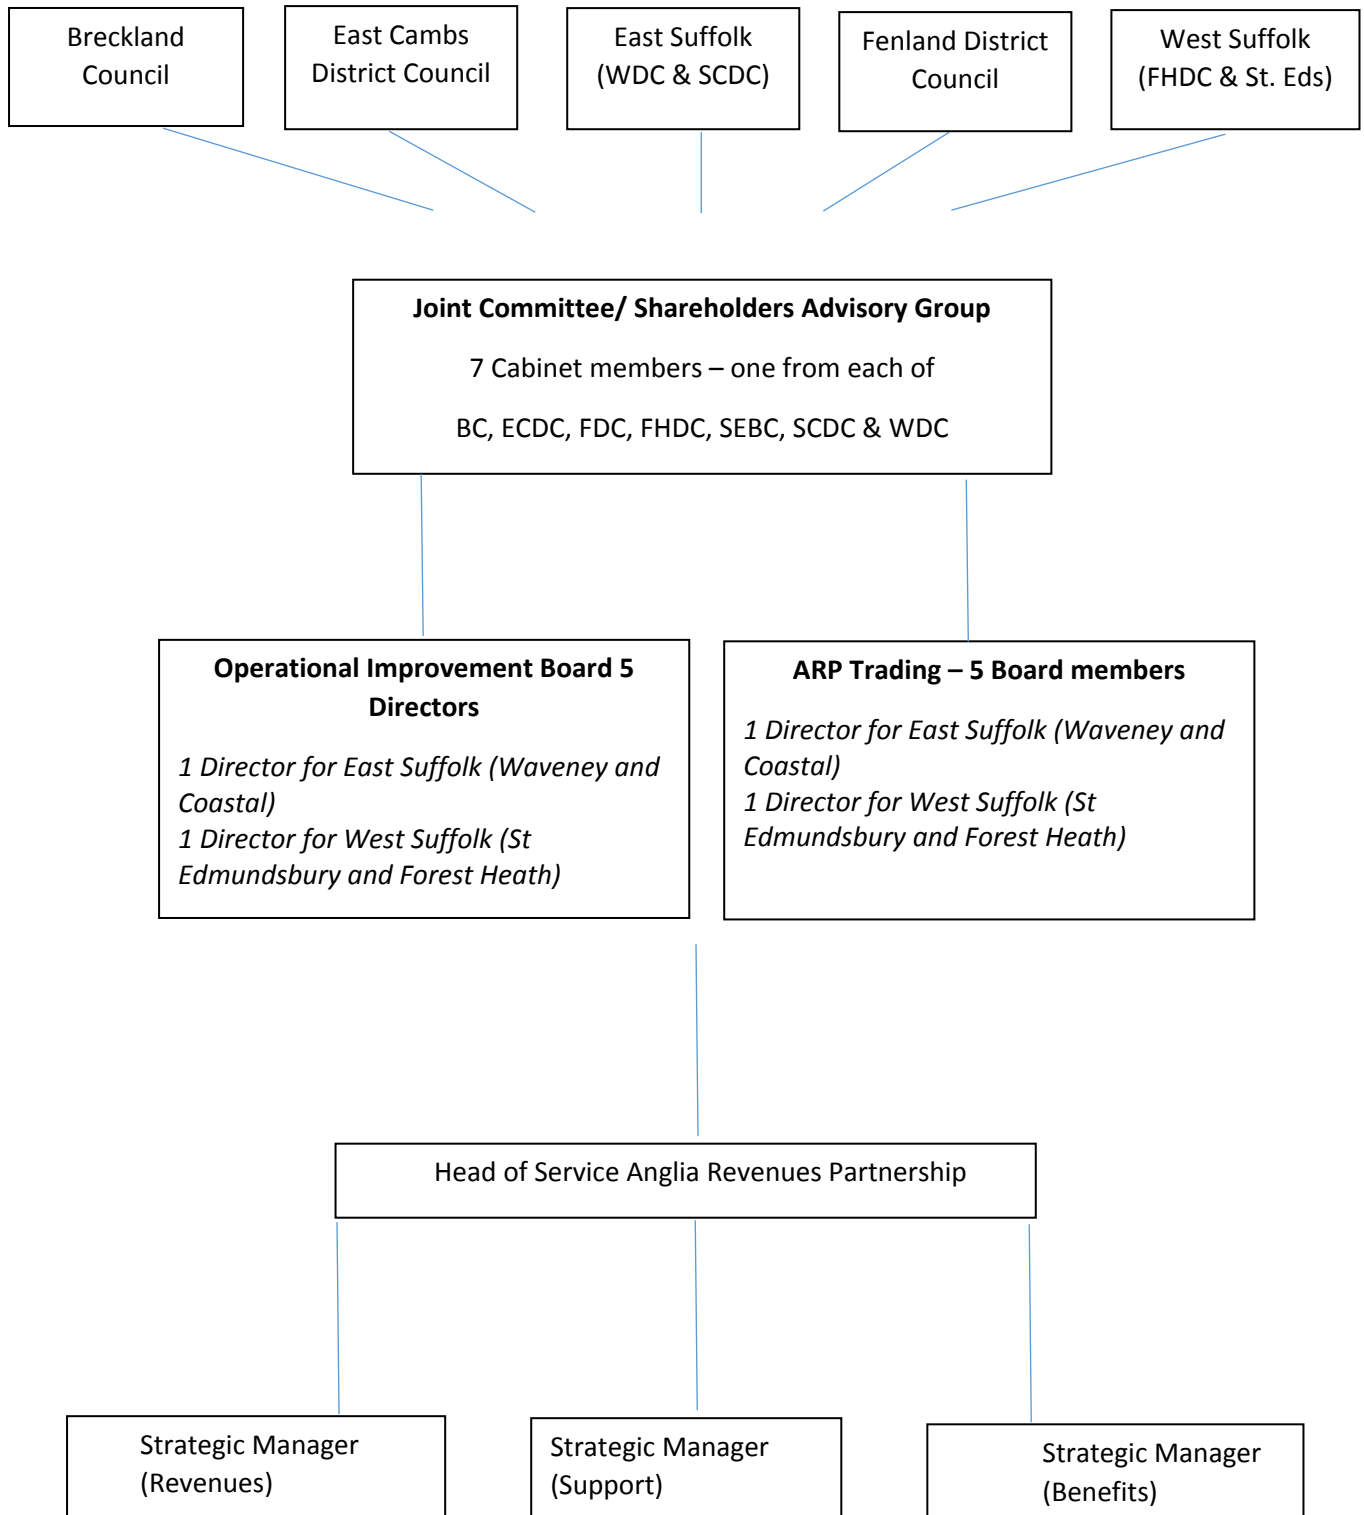 Breckland
Council
East Cambs
District Council
East Suffolk
(WDC & SCDC)
Fenland District
Council
West Suffolk
(FHDC & St. Eds)
Joint Committee/ Shareholders Advisory Group
7 Cabinet members – one from each of
BC, ECDC, FDC, FHDC, SEBC, SCDC & WDC
Operational Improvement Board 5
Directors
1 Director for East Suffolk (Waveney and
Coastal)
1 Director for West Suffolk (St
Edmundsbury and Forest Heath)
ARP Trading – 5 Board members
1 Director for East Suffolk (Waveney and
Coastal)
1 Director for West Suffolk (St
Edmundsbury and Forest Heath)
Head of Service Anglia Revenues Partnership
Strategic Manager
(Revenues)
Strategic Manager
(Support)
Strategic Manager
(Benefits)